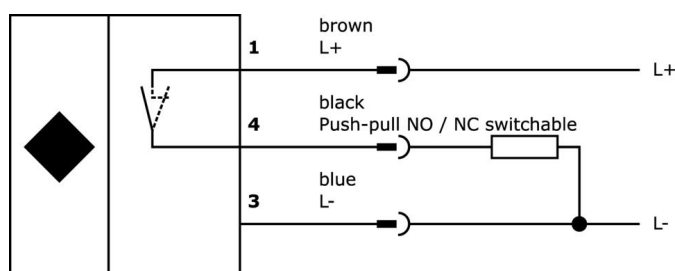 brown
1 L+ L+
black
4 Push-pull NO / NC switchable
blue
3 L- L-